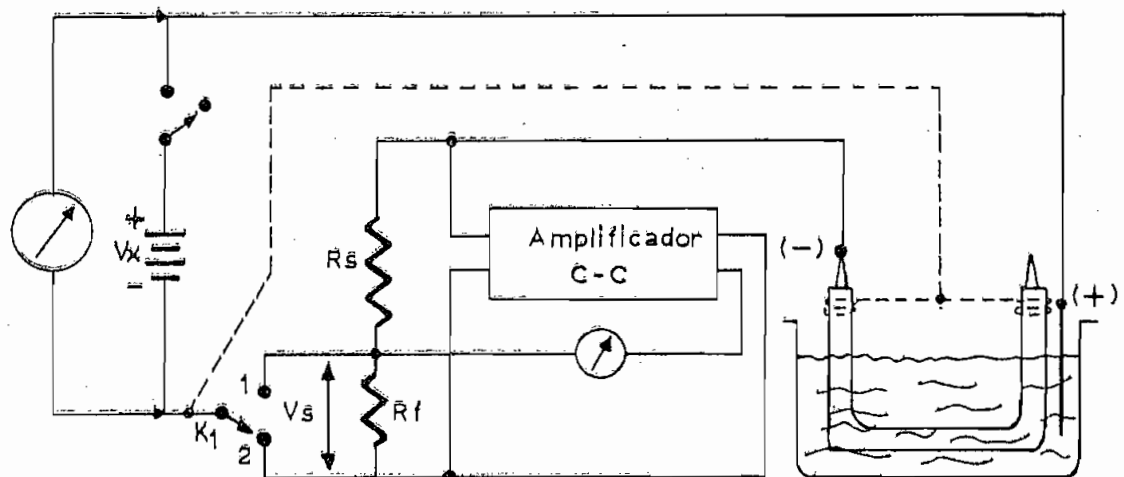 +
Vx
-
K1
1
2
Vs
Rs
Rf
Amplificador
C-C
(-)
(+)